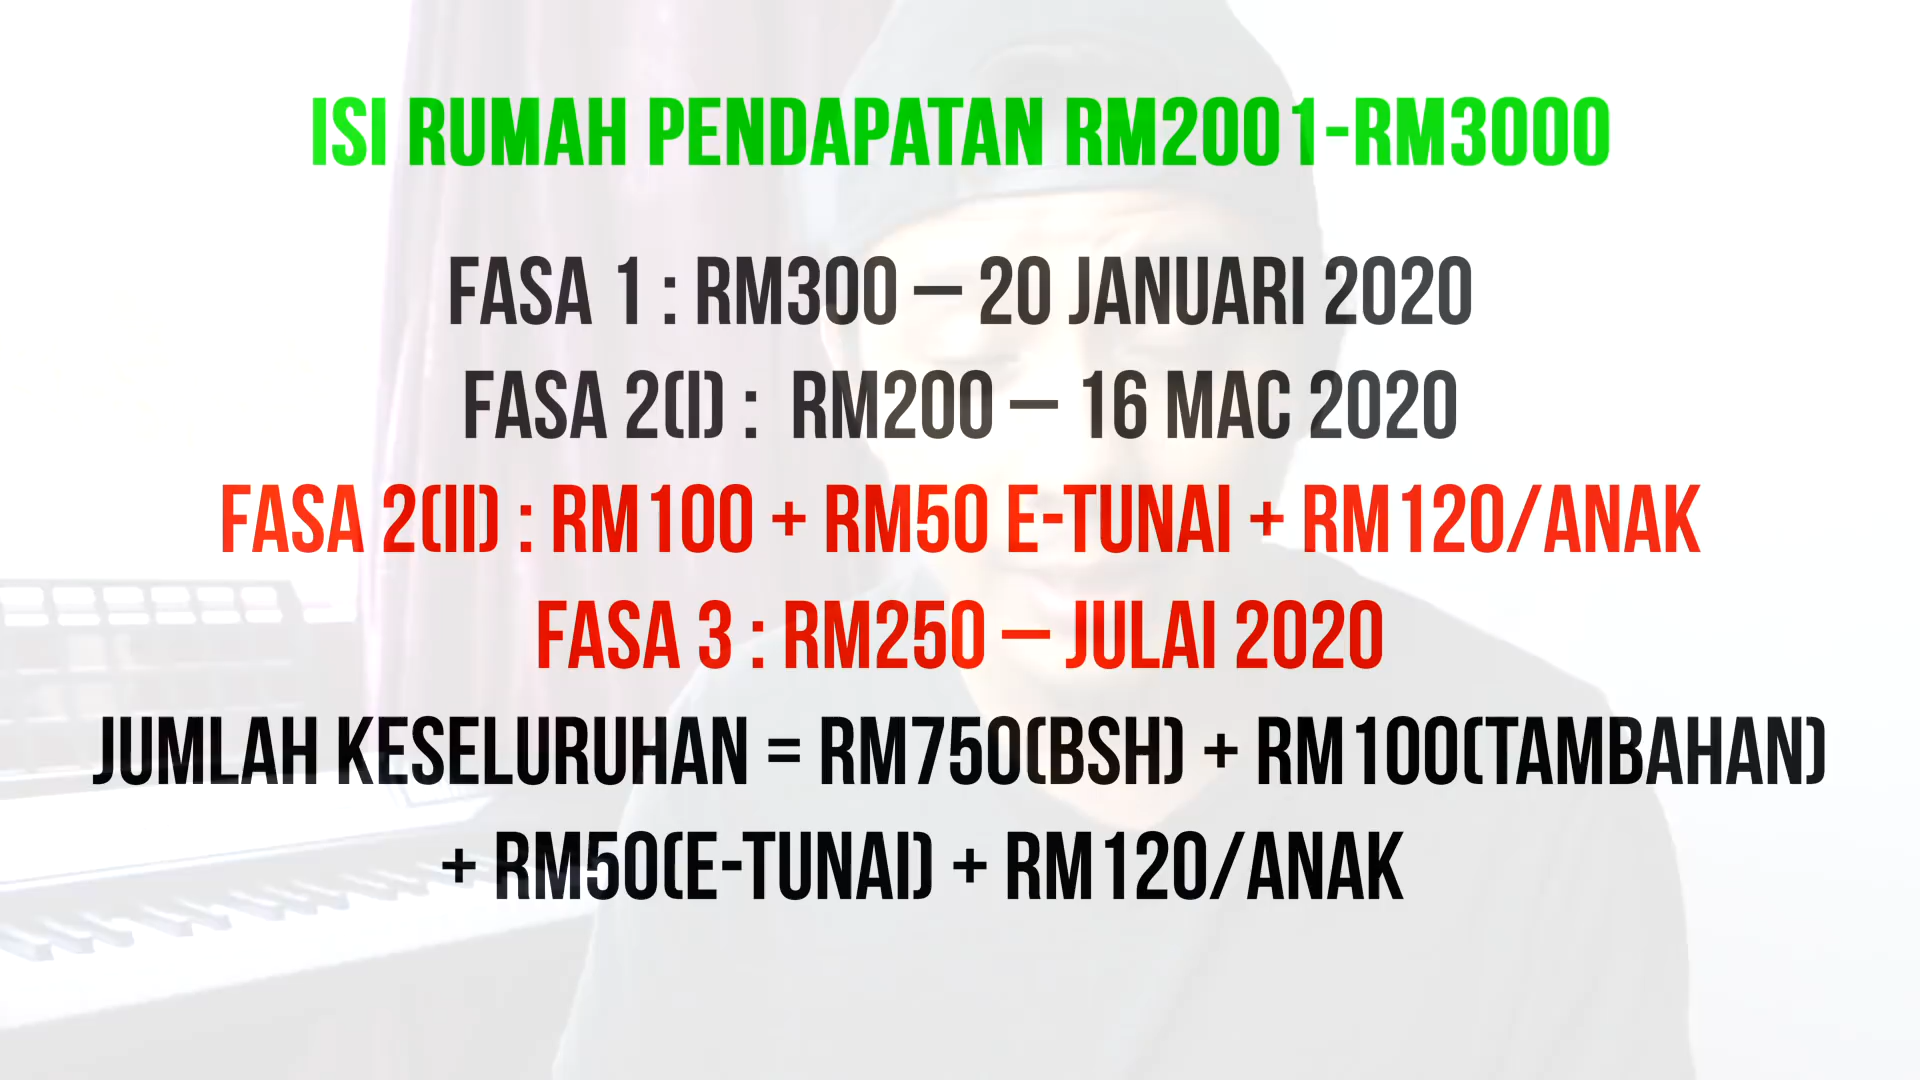 ISI RUMAH PENDAPATAN RM2001-RM3000
FASA 1 : RM300 – 20 JANUARI 2020
FASA 2(I) : RM200 – 16 MAC 2020
FASA 2(II) : RM100 + RM50 E-TUNAI + RM120/ANAK
FASA 3 : RM250 – JULAI 2020
JUMLAH KESELURUHAN = RM750(BSH) + RM100(TAMBAHAN)
+ RM50(E-TUNAI) + RM120/ANAK